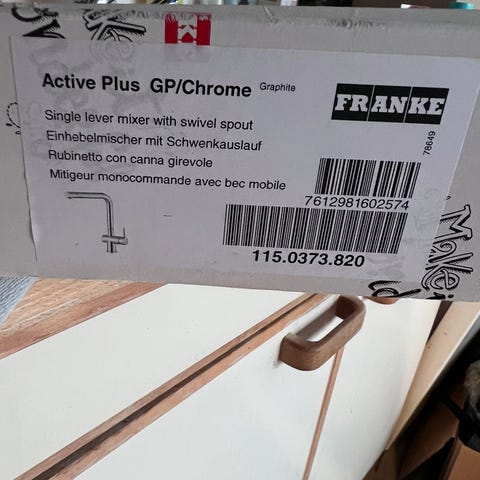 Active Plus GP/Chrome Graphite
FRANKE
Single lever mixer with swivel spout
Einhebelmischer mit Schwenkauslauf
Rubinetto con canna girevole
Mitigeur monocommande avec bec mobile
78649
7612981602574
115.0373.820
Make